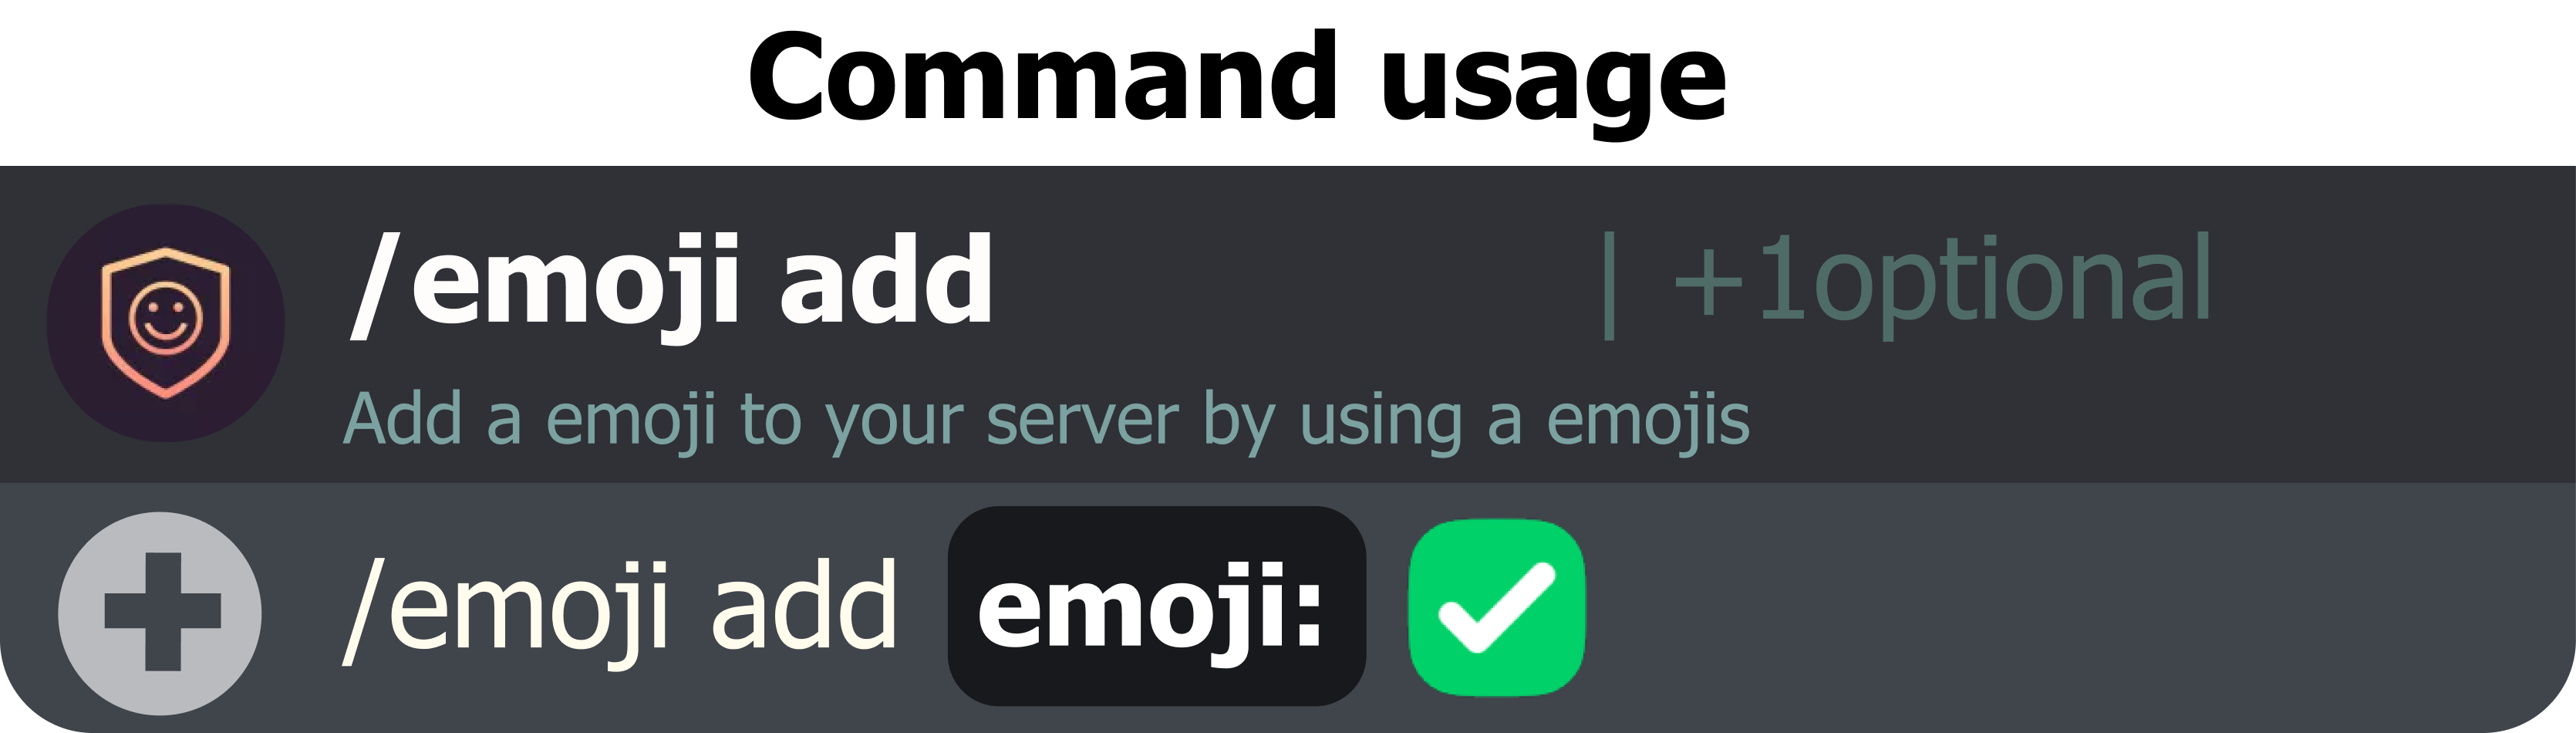 Command usage
/emoji add | +1optional
Add a emoji to your server by using a emojis
/emoji add emoji: